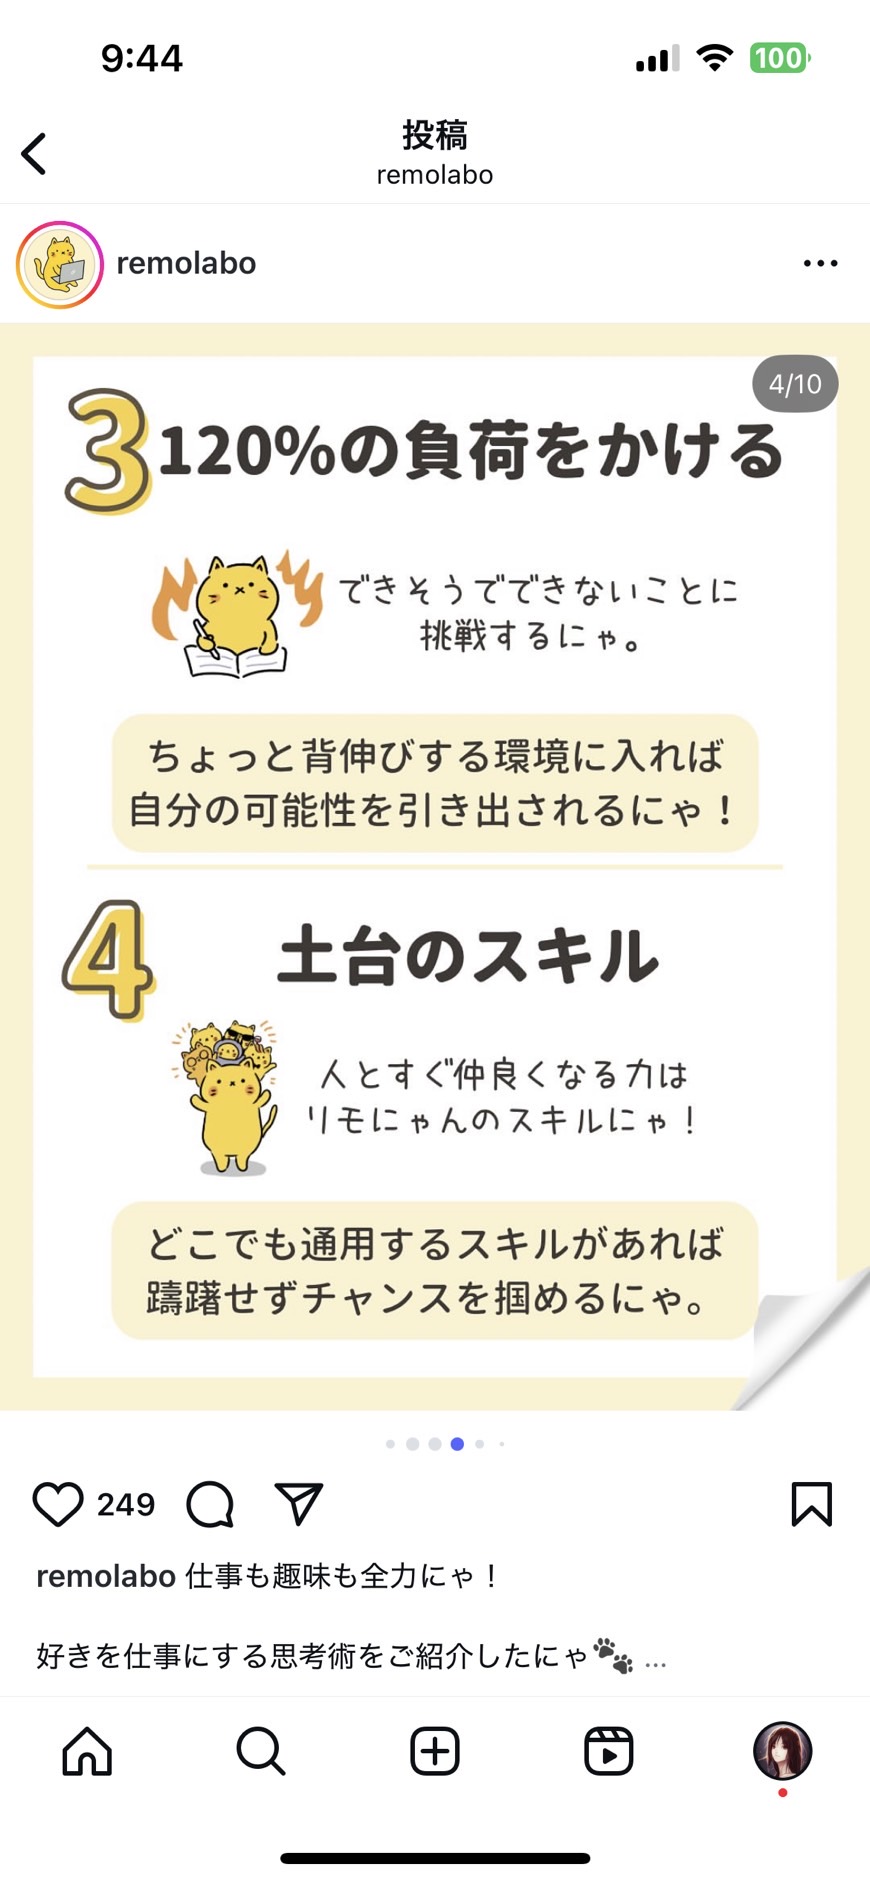 9:44
100
投稿
remolabo
remolabo
4/10
3 120%の負荷をかける
できそうでできないことに
挑戦するにゃ。
ちょっと背伸びする環境に入れば
自分の可能性を引き出されるにゃ！
4 土台のスキル
人とすぐ仲良くなる力は
リモにゃんのスキルにゃ！
どこでも通用するスキルがあれば
躊躇せずチャンスを掴めるにゃ。
249
remolabo 仕事も趣味も全力にゃ！
好きを仕事にする思考術をご紹介したにゃ🐾 ...